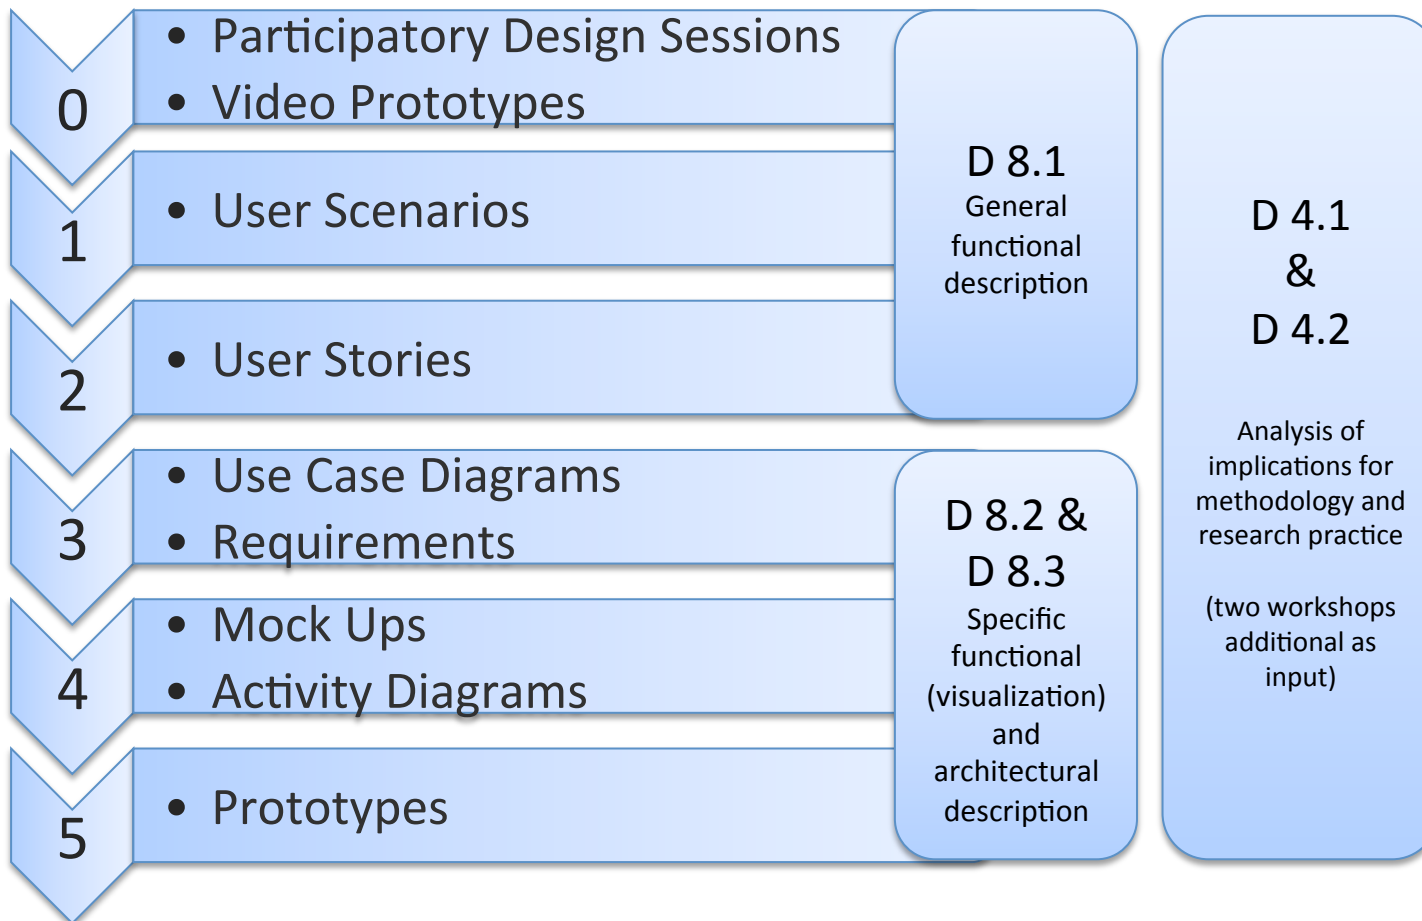 0
• Participatory Design Sessions
• Video Prototypes
1
• User Scenarios
2
• User Stories
3
• Use Case Diagrams
• Requirements
4
• Mock Ups
• Activity Diagrams
5
• Prototypes
D 8.1
General
functional
description
D 8.2 &
D 8.3
Specific
functional
(visualization)
and
architectural
description
D 4.1
&
D 4.2
Analysis of
implications for
methodology and
research practice
(two workshops
additional as
input)